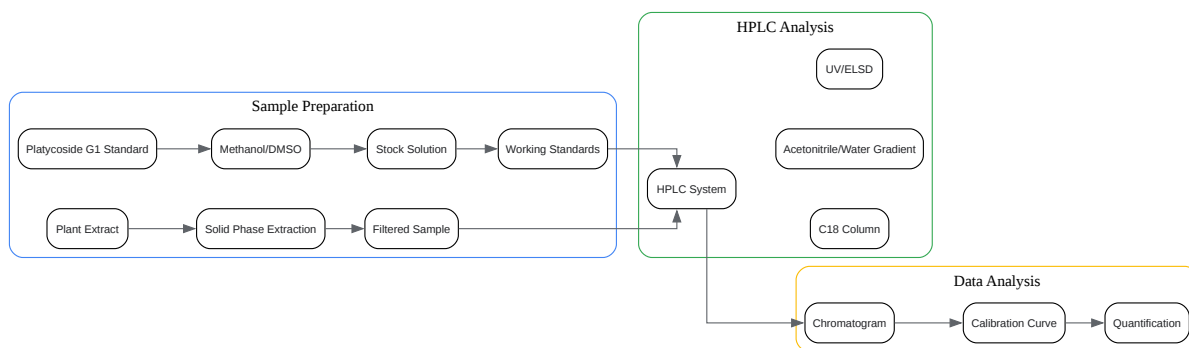 HPLC Analysis
UV/ELSD
Sample Preparation
Platycoside G1 Standard
Methanol/DMSO
Stock Solution
Working Standards
Acetonitrile/Water Gradient
HPLC System
Plant Extract
Solid Phase Extraction
Filtered Sample
C18 Column
Data Analysis
Chromatogram
Calibration Curve
Quantification